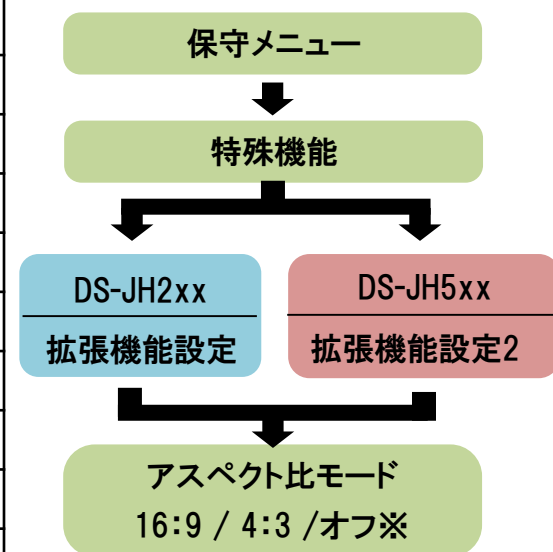 保守メニュー
特殊機能
DS-JH2xx
拡張機能設定
DS-JH5xx
拡張機能設定2
アスペクト比モード
16:9 / 4:3 /オフ※